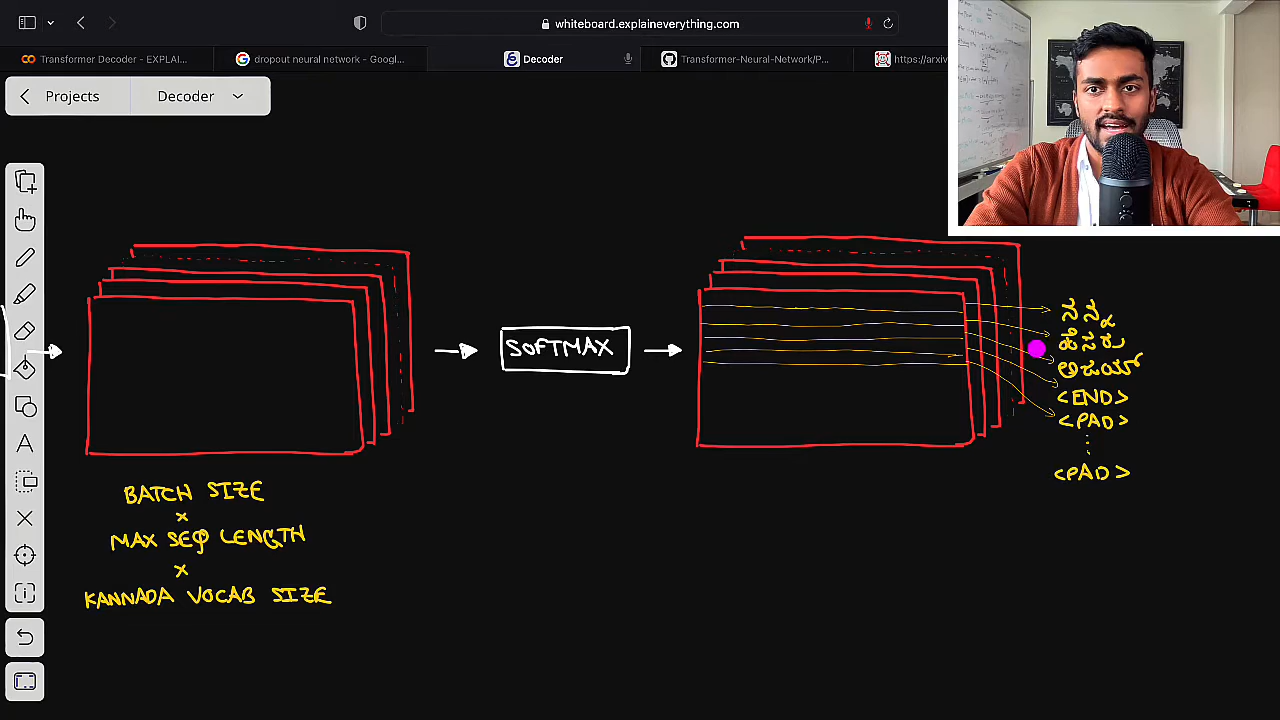 whiteboard.explaineverything.com
Transformer Decoder - EXPLAI...
dropout neural network - Googl...
Decoder
Transformer-Neural-Network/P...
https://arxiv
Projects
Decoder
SOFTMAX
ನನ್ನ
ಹೆಸರು
ಅಜಯ್
<END>
<PAD>
<PAD>
BATCH SIZE
×
MAX SEQ LENGTH
×
KANNADA VOCAB SIZE